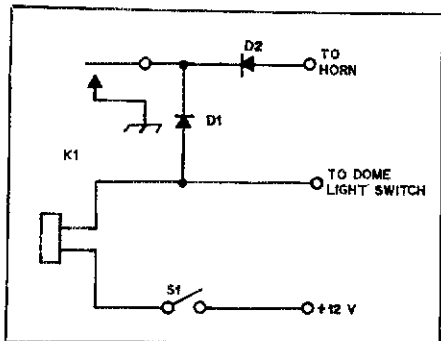 D2
TO
HORN
D1
K1
TO DOME
LIGHT SWITCH
S1
+12 V